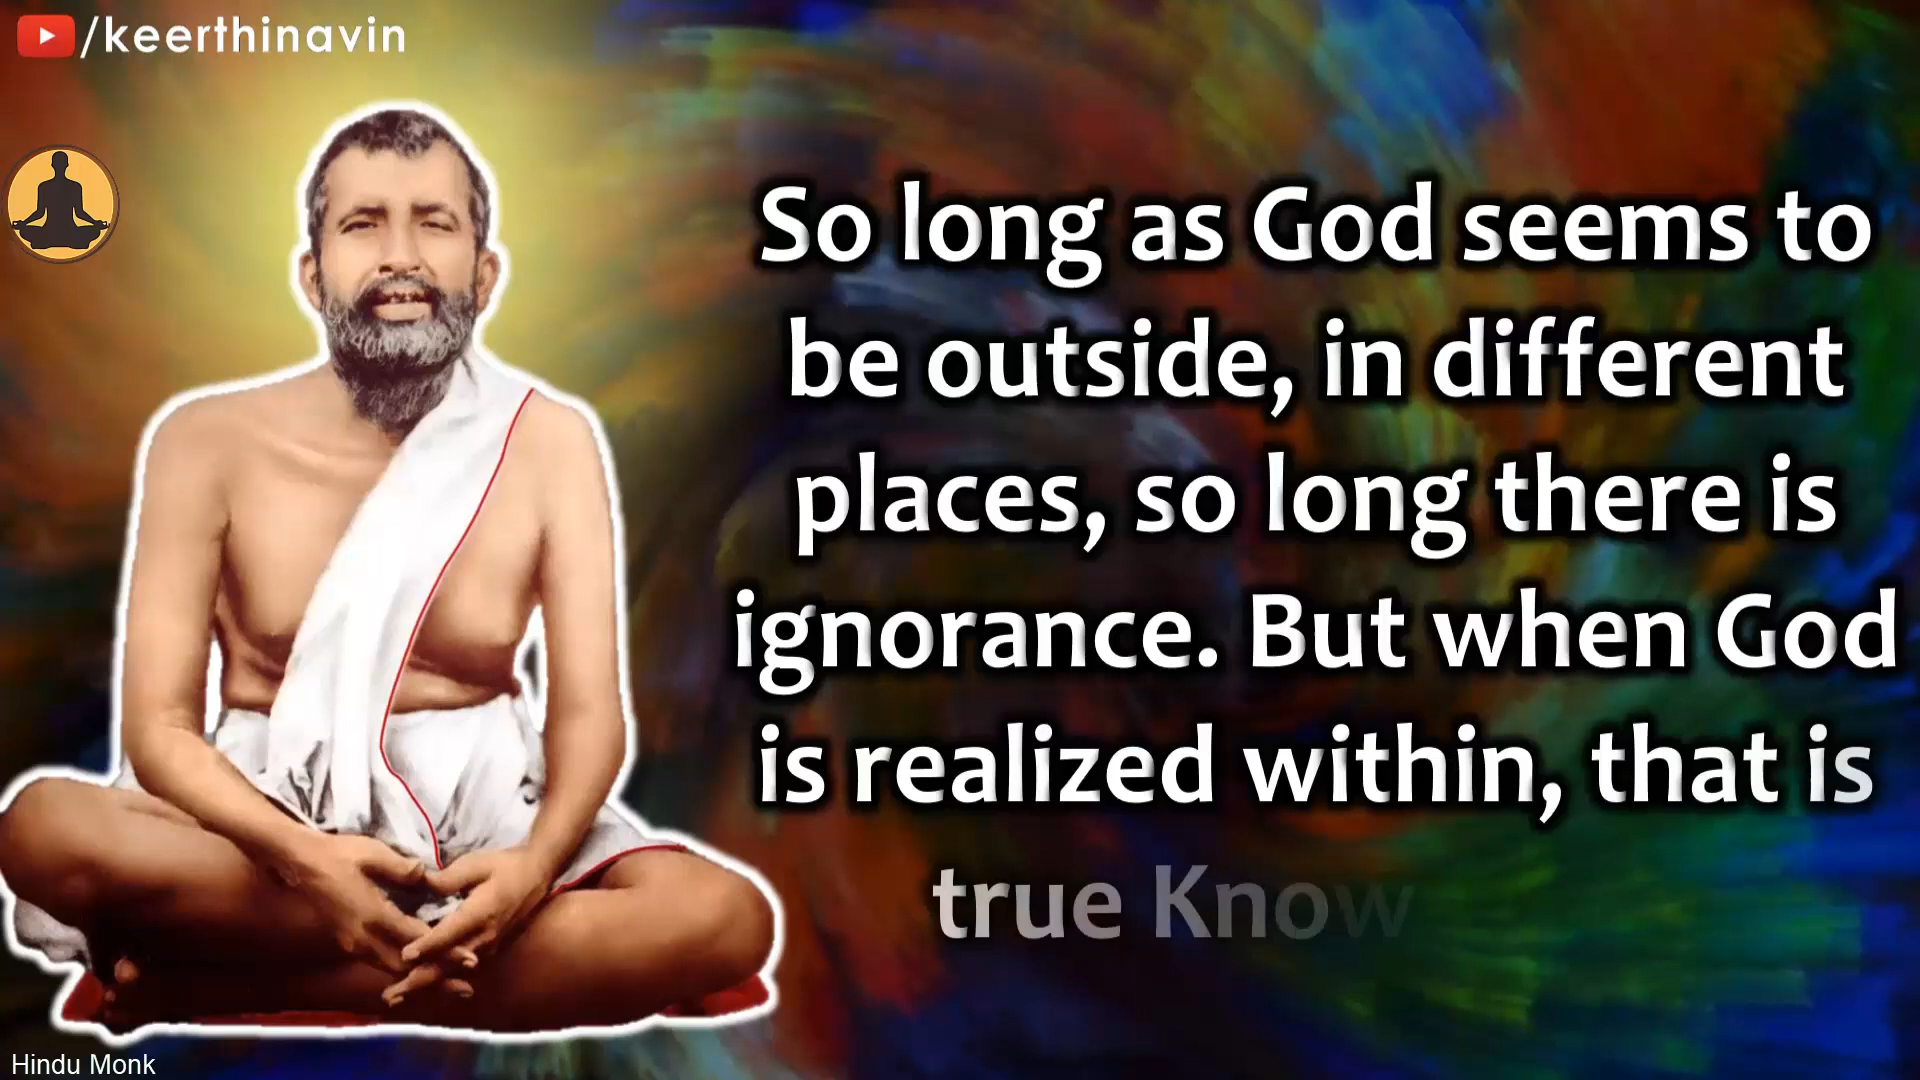 /keerthinavin
So long as God seems to
be outside, in different
places, so long there is
ignorance. But when God
is realized within, that is
true Know
Hindu Monk